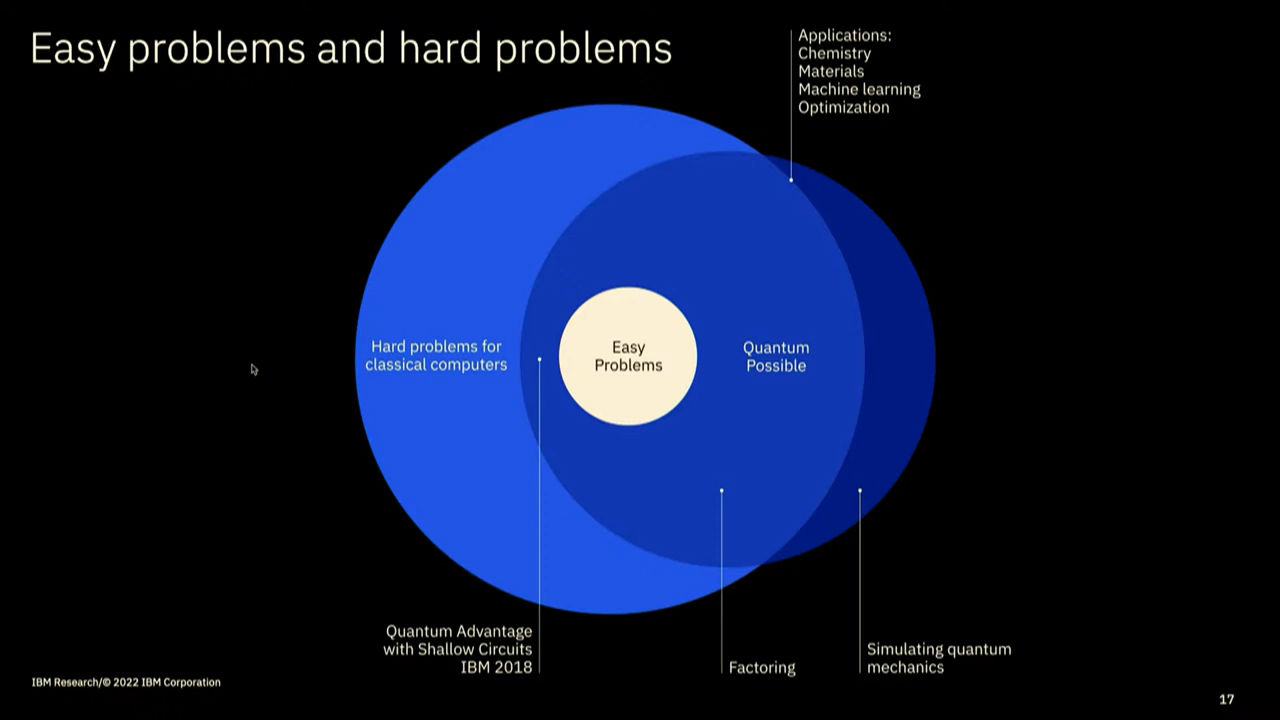 Easy problems and hard problems
Applications:
Chemistry
Materials
Machine learning
Optimization
Hard problems for
classical computers
Easy
Problems
Quantum
Possible
Quantum Advantage
with Shallow Circuits
IBM 2018
Factoring
Simulating quantum
mechanics
IBM Research/© 2022 IBM Corporation
17